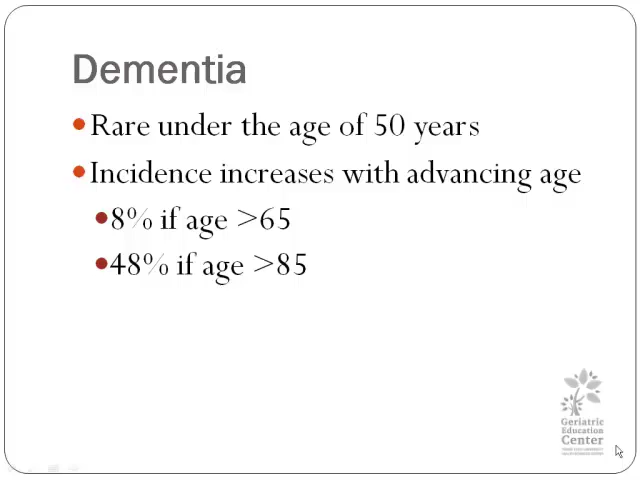 Dementia
Rare under the age of 50 years
Incidence increases with advancing age
8% if age >65
48% if age >85
Geriatric
Education
Center